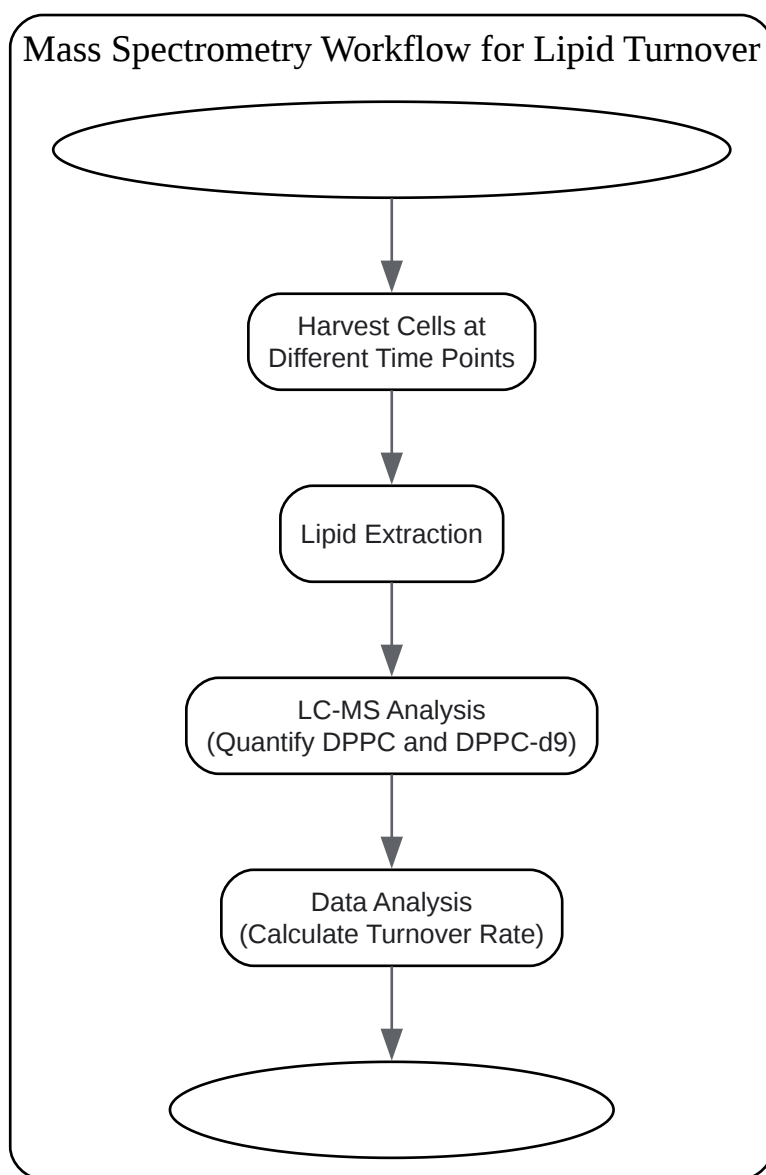 Mass Spectrometry Workflow for Lipid Turnover
Harvest Cells at
Different Time Points
Lipid Extraction
LC-MS Analysis
(Quantify DPPC and DPPC-d9)
Data Analysis
(Calculate Turnover Rate)